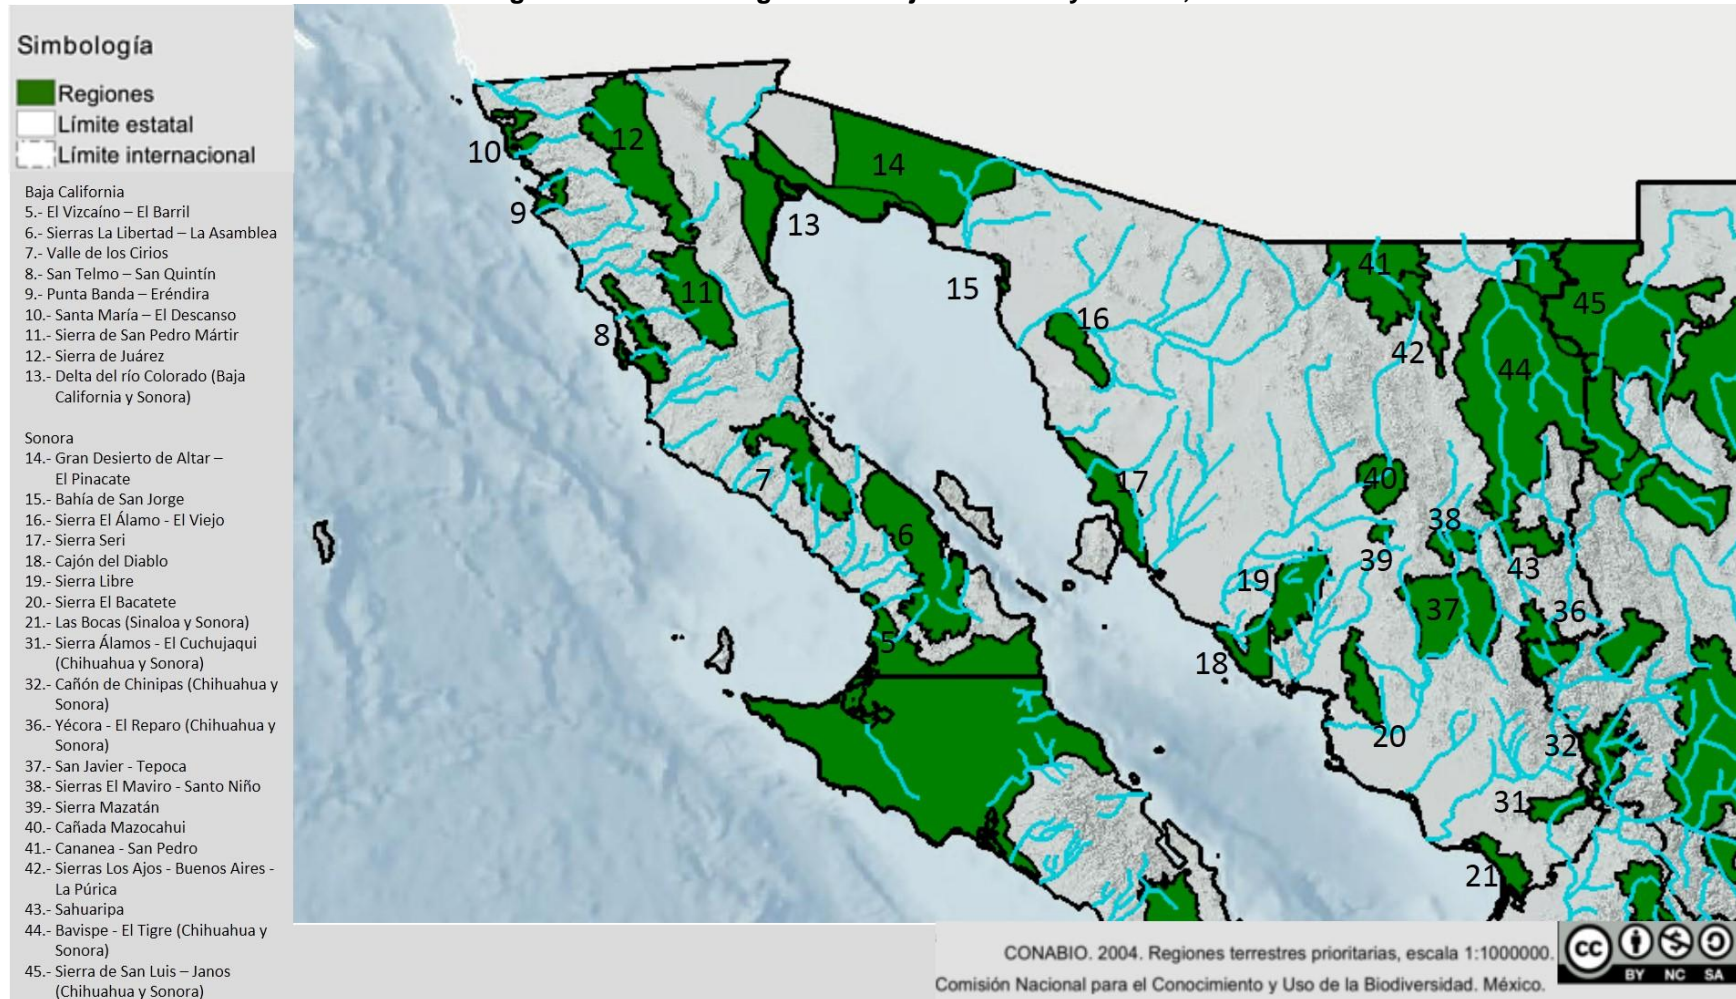 Simbología
Regiones
Límite estatal
Límite internacional
Baja California
5.- El Vizcaíno – El Barril
6.- Sierras La Libertad – La Asamblea
7.- Valle de los Cirios
8.- San Telmo – San Quintín
9.- Punta Banda – Eréndira
10.- Santa María – El Descanso
11.- Sierra de San Pedro Mártir
12.- Sierra de Juárez
13.- Delta del río Colorado (Baja
California y Sonora)
Sonora
14.- Gran Desierto de Altar –
El Pinacate
15.- Bahía de San Jorge
16.- Sierra El Álamo - El Viejo
17.- Sierra Seri
18.- Cajón del Diablo
19.- Sierra Libre
20.- Sierra El Bacatete
21.- Las Bocas (Sinaloa y Sonora)
31.- Sierra Álamos - El Cuchujaqui
(Chihuahua y Sonora)
32.- Cañón de Chinipas (Chihuahua y
Sonora)
36.- Yécora - El Reparo (Chihuahua y
Sonora)
37.- San Javier - Tepoca
38.- Sierras El Maviro - Santo Niño
39.- Sierra Mazatán
40.- Cañada Mazocahui
41.- Cananea - San Pedro
42.- Sierras Los Ajos - Buenos Aires -
La Púrica
43.- Sahuaripa
44.- Bavispe - El Tigre (Chihuahua y
Sonora)
45.- Sierra de San Luis – Janos
(Chihuahua y Sonora)
12
10
14
9
13
41
15
11
45
16
8
42
44
7
17
40
38
6
39
43
19
37
36
5
18
20
32
31
21
CONABIO. 2004. Regiones terrestres prioritarias, escala 1:1000000.
Comisión Nacional para el Conocimiento y Uso de la Biodiversidad. México.
cc
BY NC SA